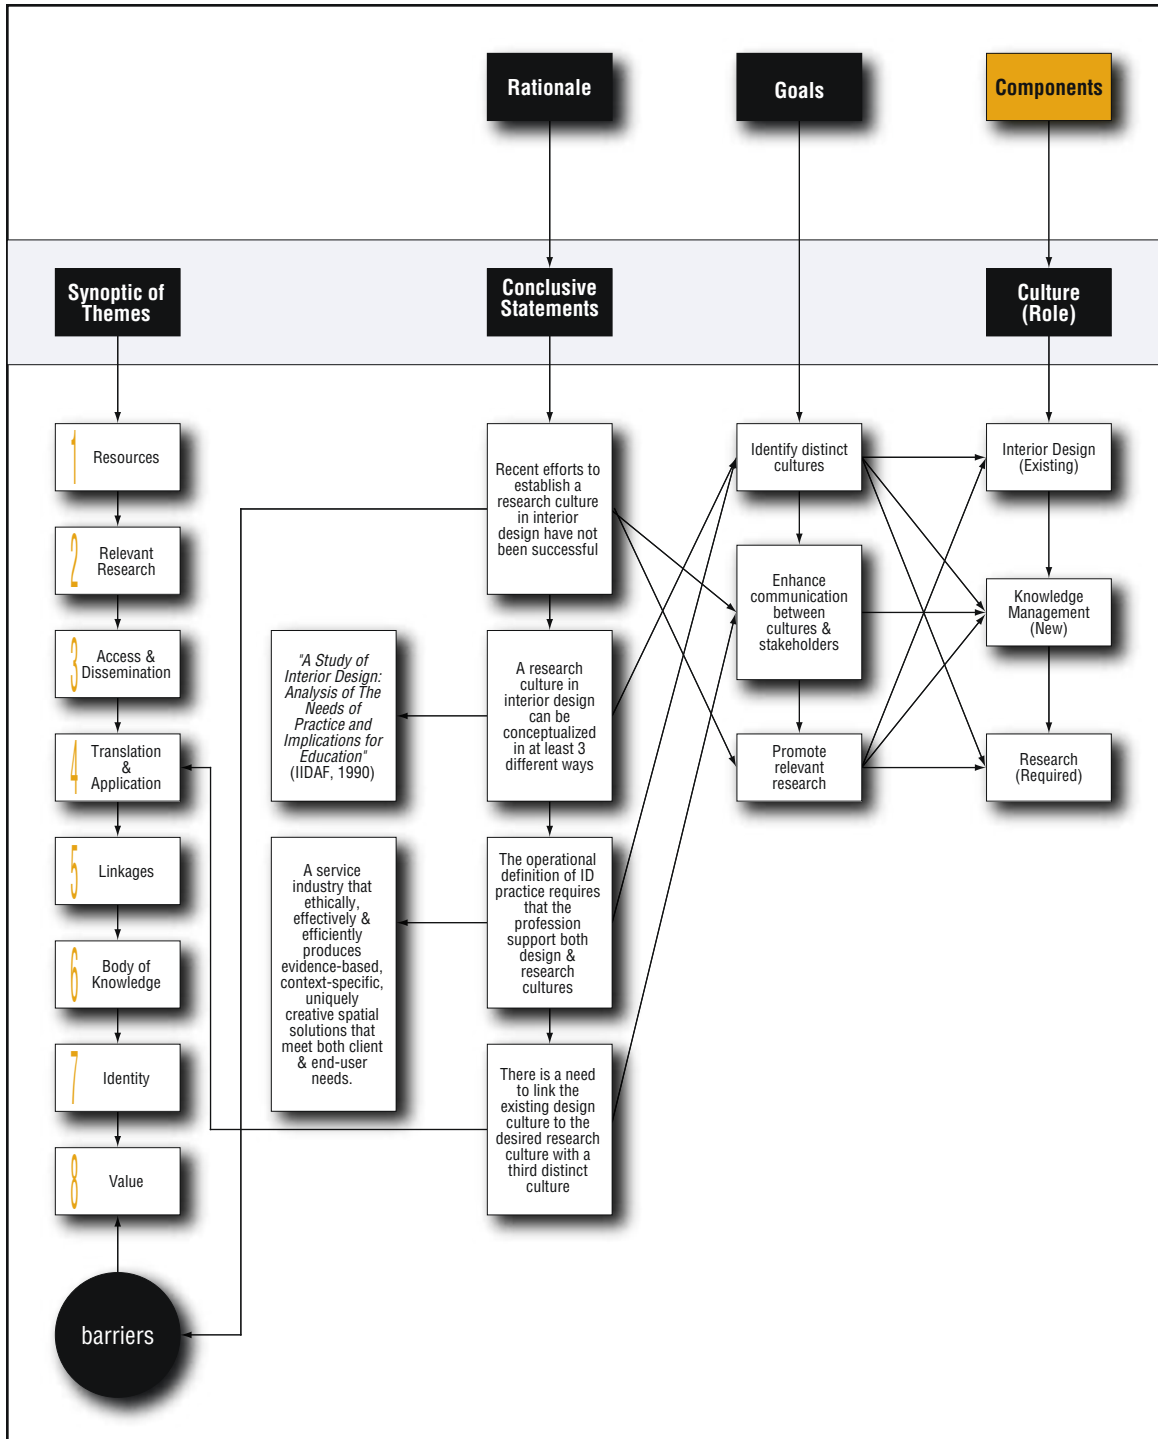 Rationale
Goals
Components
Synoptic of
Themes
Conclusive
Statements
Culture
(Role)
1
Resources
2
Relevant
Research
3
Access &
Dissemination
4
Translation
&
Application
5
Linkages
6
Body of
Knowledge
7
Identity
8
Value
barriers
"A Study of
Interior Design:
Analysis of The
Needs of
Practice and
Implications for
Education"
(IIDAF, 1990)
A service
industry that
ethically,
effectively &
efficiently
produces
evidence-based,
context-specific,
uniquely
creative spatial
solutions that
meet both client
& end-user
needs.
Recent efforts to
establish a
research culture
in interior
design have not
been successful
A research
culture in
interior design
can be
conceptualized
in at least 3
different ways
The operational
definition of ID
practice requires
that the
profession
support both
design &
research
cultures
There is a need
to link the
existing design
culture to the
desired research
culture with a
third distinct
culture
Identify distinct
cultures
Enhance
communication
between
cultures &
stakeholders
Promote
relevant
research
Interior Design
(Existing)
Knowledge
Management
(New)
Research
(Required)